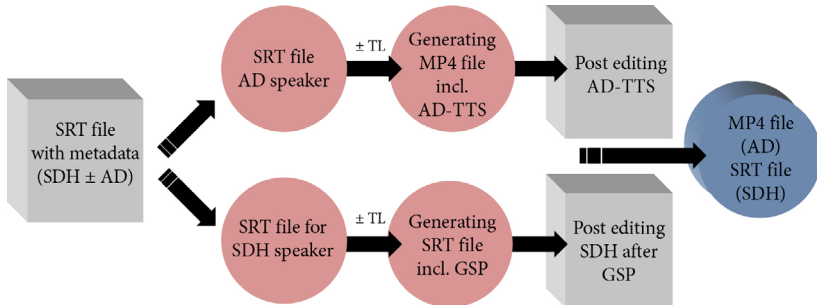 SRT file
with metadata
(SDH ± AD)
SRT file
AD speaker
± TL
Generating
MP4 file
incl.
AD-TTS
Post editing
AD-TTS
SRT file for
SDH speaker
± TL
Generating
SRT file
incl. GSP
Post editing
SDH after
GSP
MP4 file
(AD)
SRT file
(SDH)